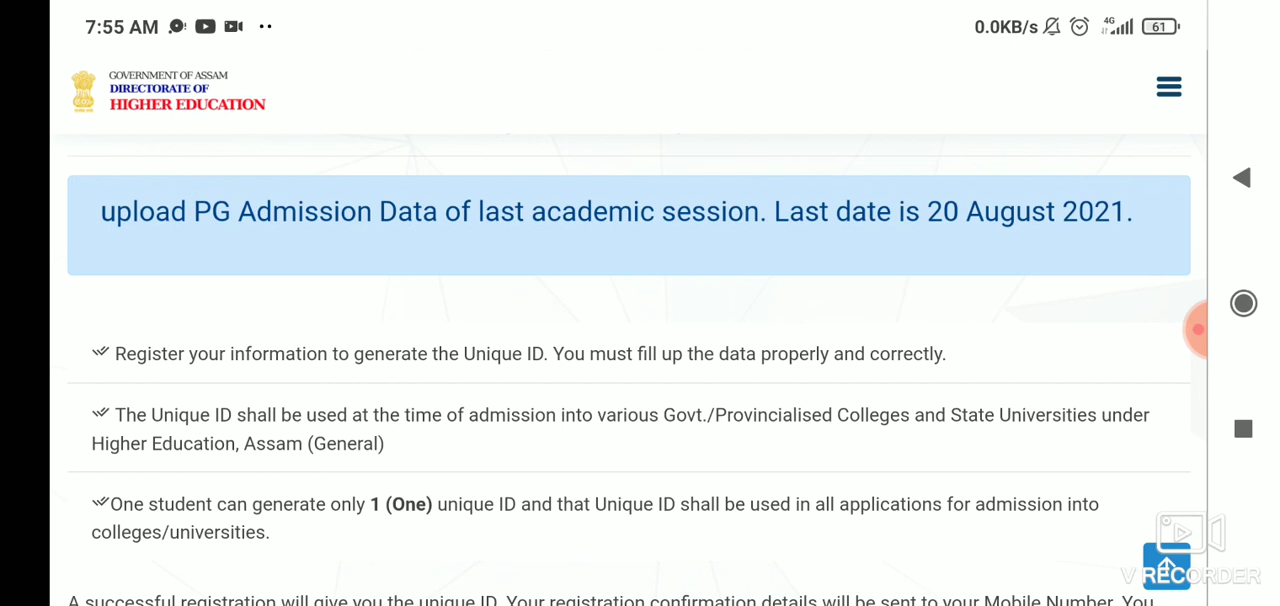 7:55 AM
0.0KB/s 4G 61
GOVERNMENT OF ASSAM
DIRECTORATE OF
HIGHER EDUCATION
upload PG Admission Data of last academic session. Last date is 20 August 2021.
Register your information to generate the Unique ID. You must fill up the data properly and correctly.
The Unique ID shall be used at the time of admission into various Govt./Provincialised Colleges and State Universities under
Higher Education, Assam (General)
One student can generate only 1 (One) unique ID and that Unique ID shall be used in all applications for admission into
colleges/universities.
A successful registration will give you the unique ID. Your registration confirmation details will be sent to your Mobile Number. You
V RECORDER